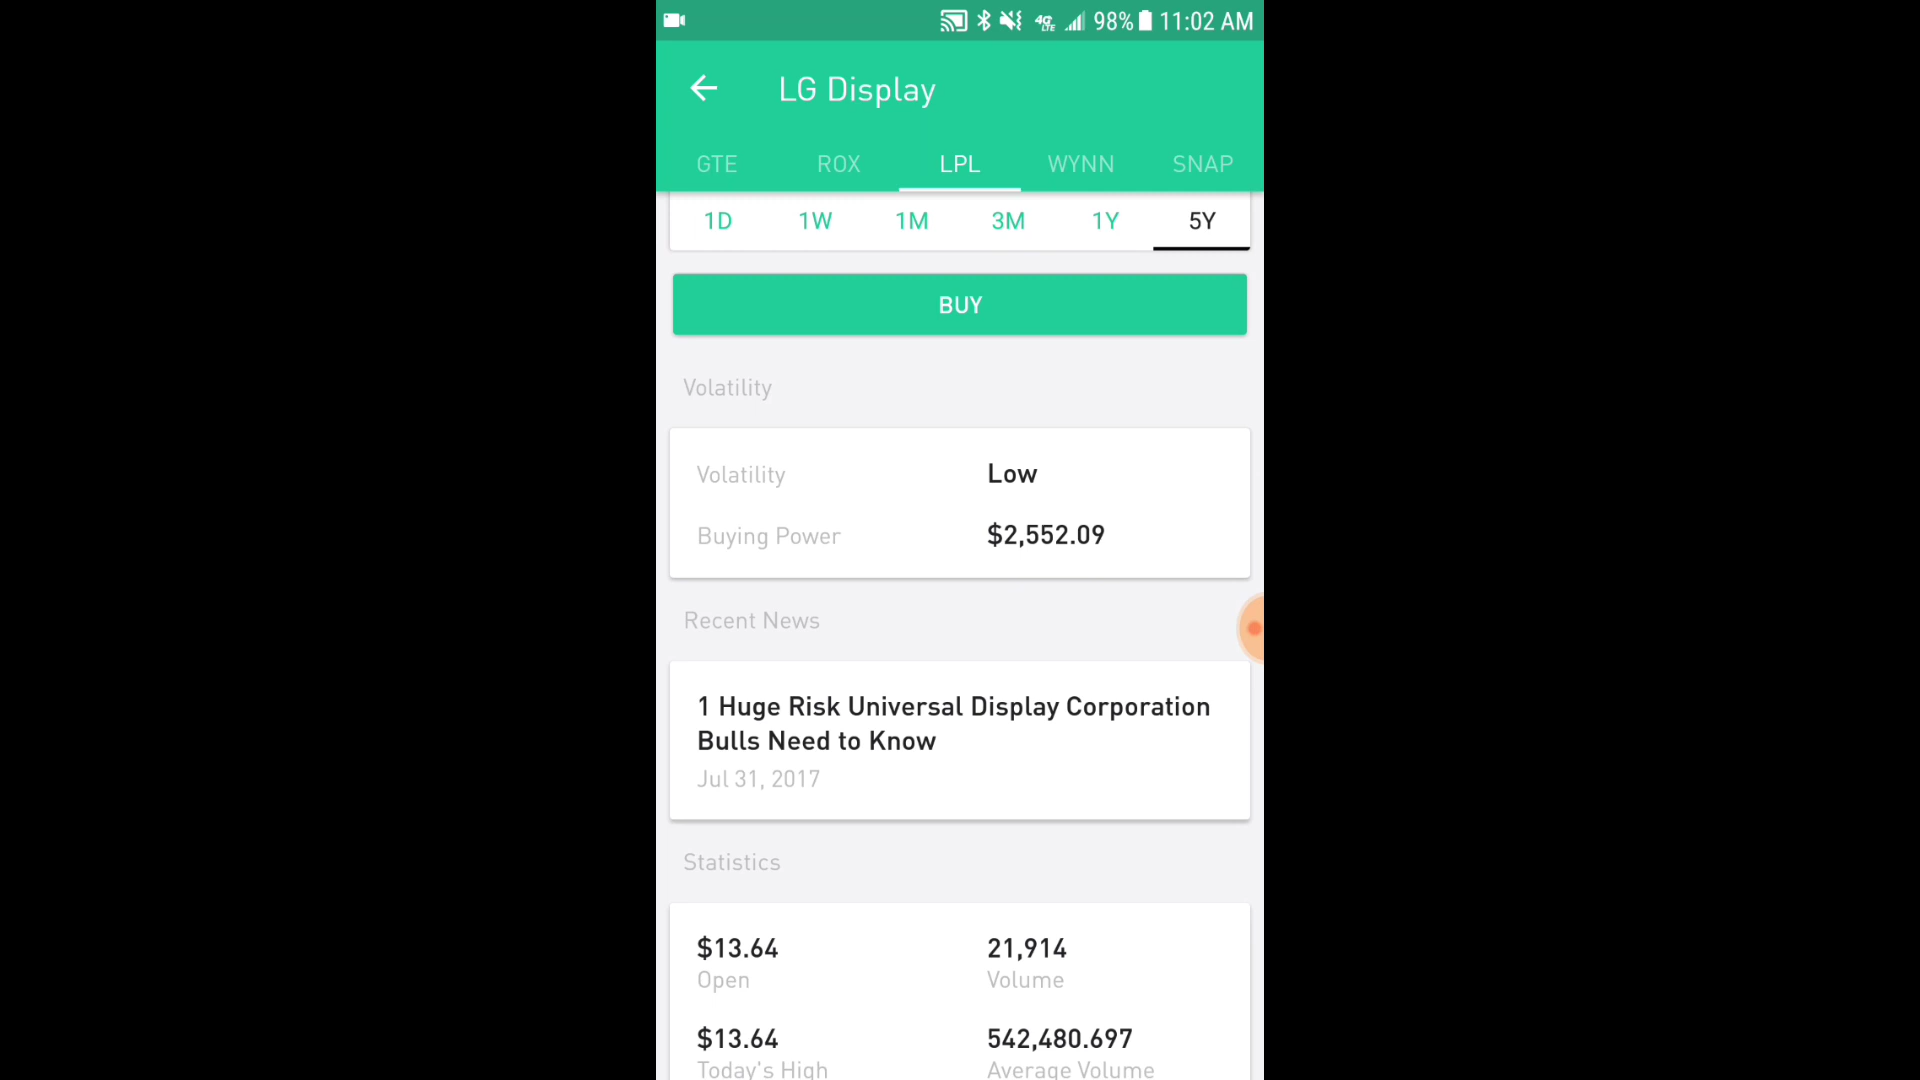 4G LTE 98% 11:02 AM
LG Display
GTE ROX LPL WYNN SNAP
1D 1W 1M 3M 1Y 5Y
BUY
Volatility
Volatility Low
Buying Power $2,552.09
Recent News
1 Huge Risk Universal Display Corporation
Bulls Need to Know
Jul 31, 2017
Statistics
$13.64 21,914
Open Volume
$13.64 542,480.697
Today's High Average Volume